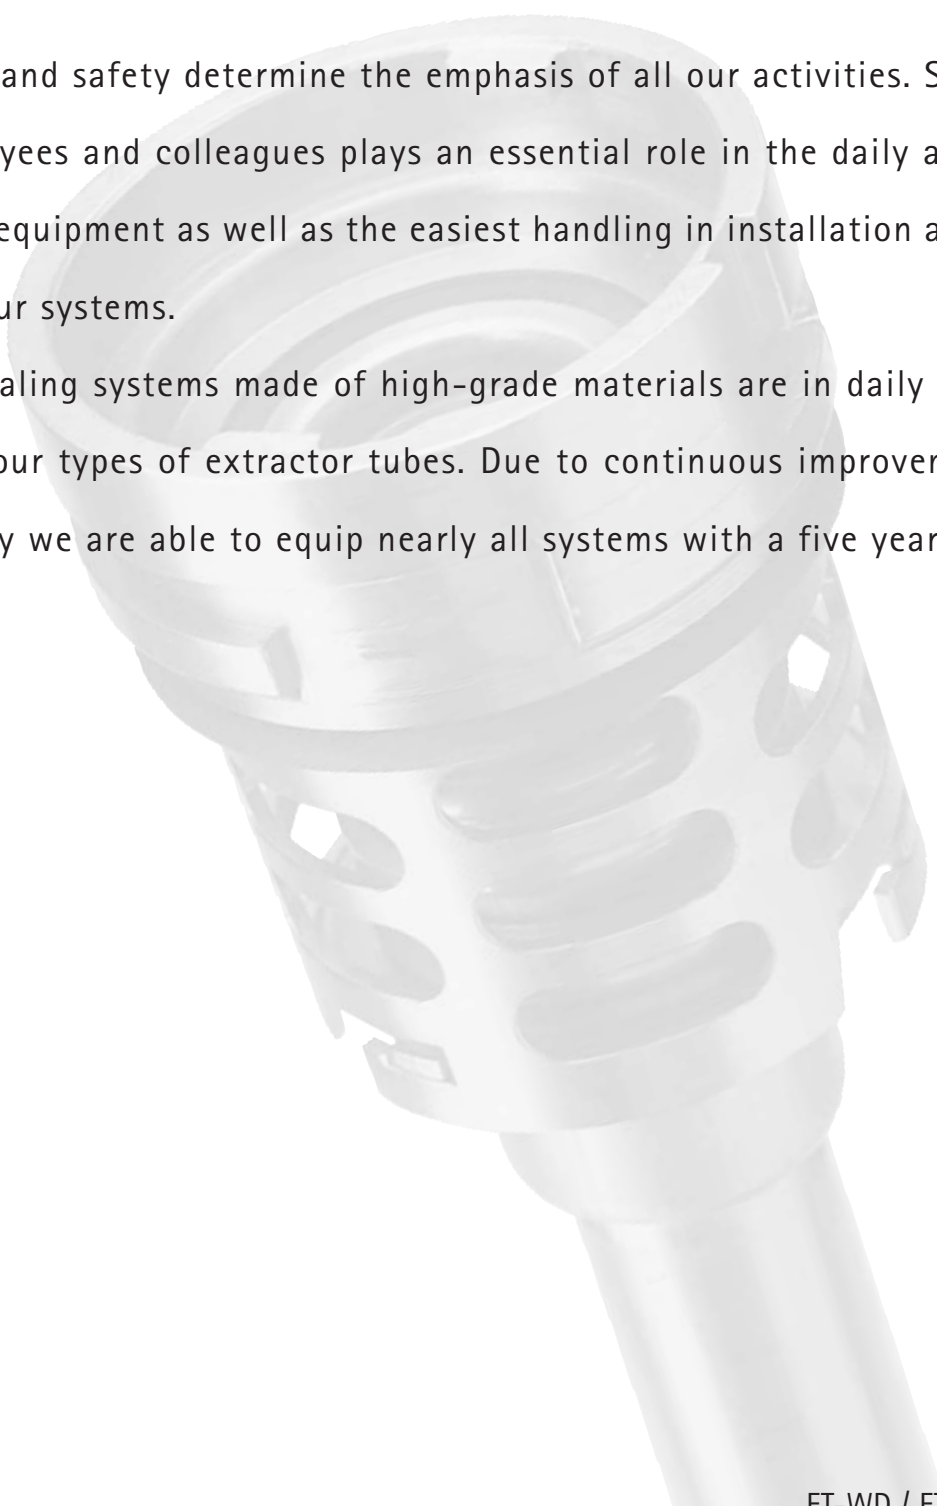 and safety determine the emphasis of all our activities. S
yees and colleagues plays an essential role in the daily a
equipment as well as the easiest handling in installation a
ur systems.
aling systems made of high-grade materials are in daily
our types of extractor tubes. Due to continuous improve
y we are able to equip nearly all systems with a five year
ET-WD /